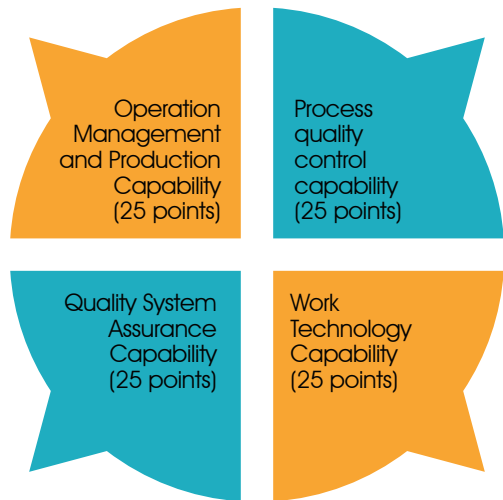 Operation
Management
and Production
Capability
(25 points)
Process
quality
control
capability
(25 points)
Quality System
Assurance
Capability
(25 points)
Work
Technology
Capability
(25 points)